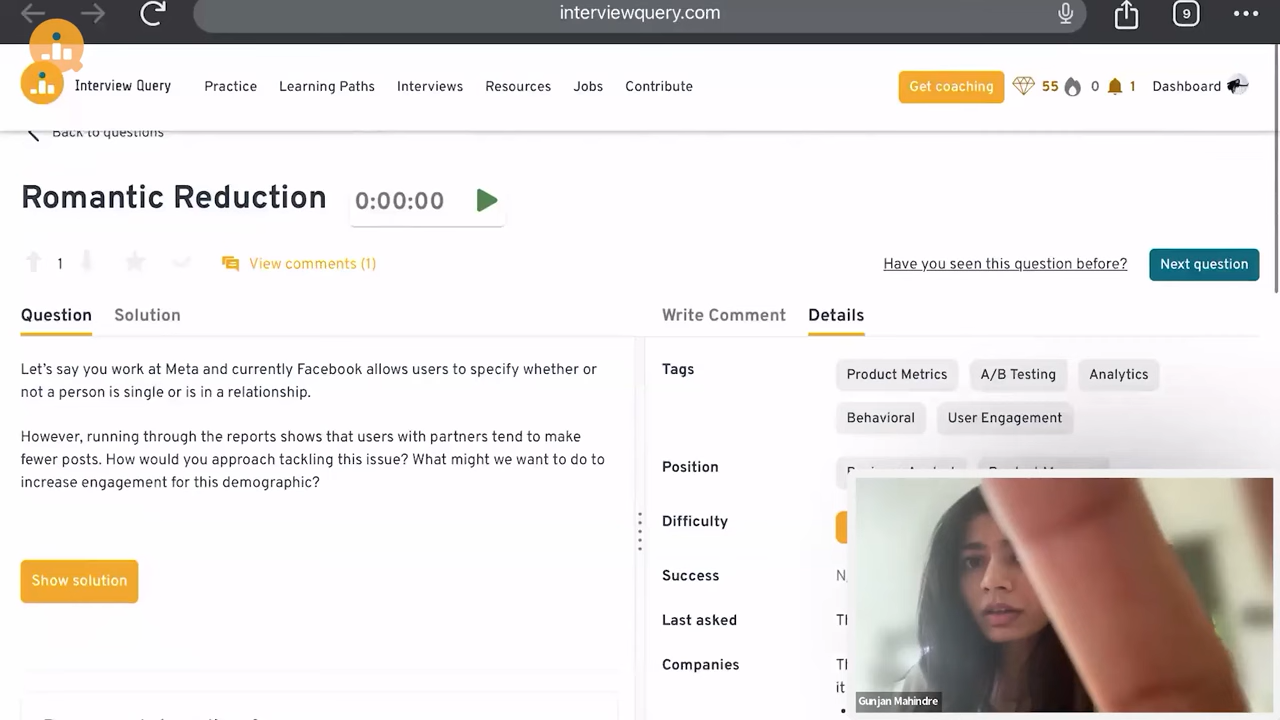 interviewquery.com
9
Interview Query Practice Learning Paths Interviews Resources Jobs Contribute Get coaching 55 0 1 Dashboard
Back to questions
Romantic Reduction 0:00:00
1 View comments (1) Have you seen this question before? Next question
Question Solution
Let's say you work at Meta and currently Facebook allows users to specify whether or
not a person is single or is in a relationship.
However, running through the reports shows that users with partners tend to make
fewer posts. How would you approach tackling this issue? What might we want to do to
increase engagement for this demographic?
Show solution
Write Comment Details
Tags Product Metrics A/B Testing Analytics
Behavioral User Engagement
Position
Difficulty
Success
Last asked
Companies
it
Gunjan Mahindre